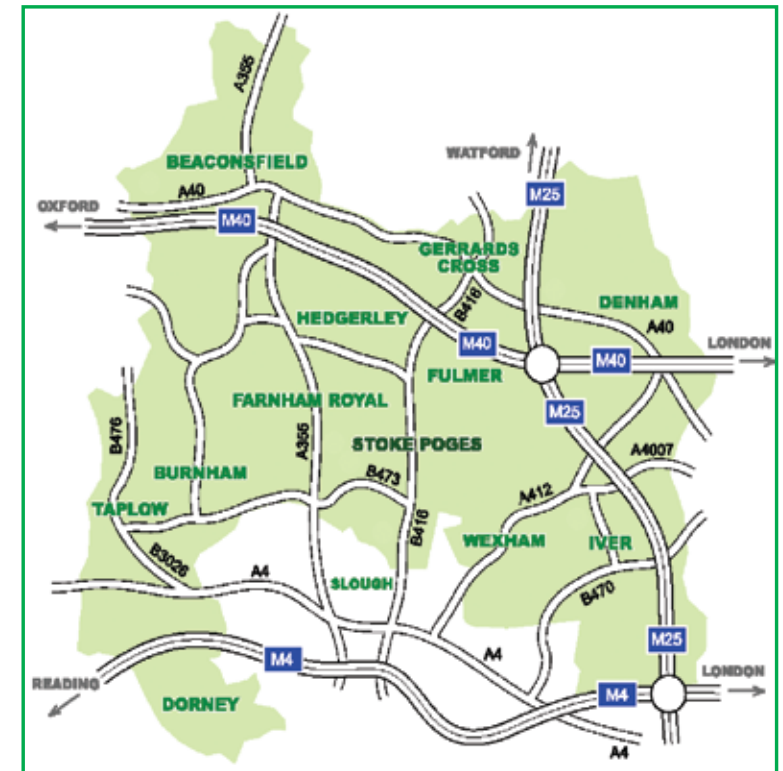 A355
BEACONSFIELD
WATFORD
M25
A40
OXFORD
M40
GERRARDS
CROSS
B416
DENHAM
HEDGERLEY
A40
LONDON
M40
M40
FULMER
M25
FARNHAM ROYAL
B476
A355
STOKE POGES
A4007
BURNHAM
B473
A412
TAPLOW
B416
WEXHAM
IVER
B3026
A4
SLOUGH
B470
M25
M4
A4
READING
LONDON
M4
DORNEY
A4